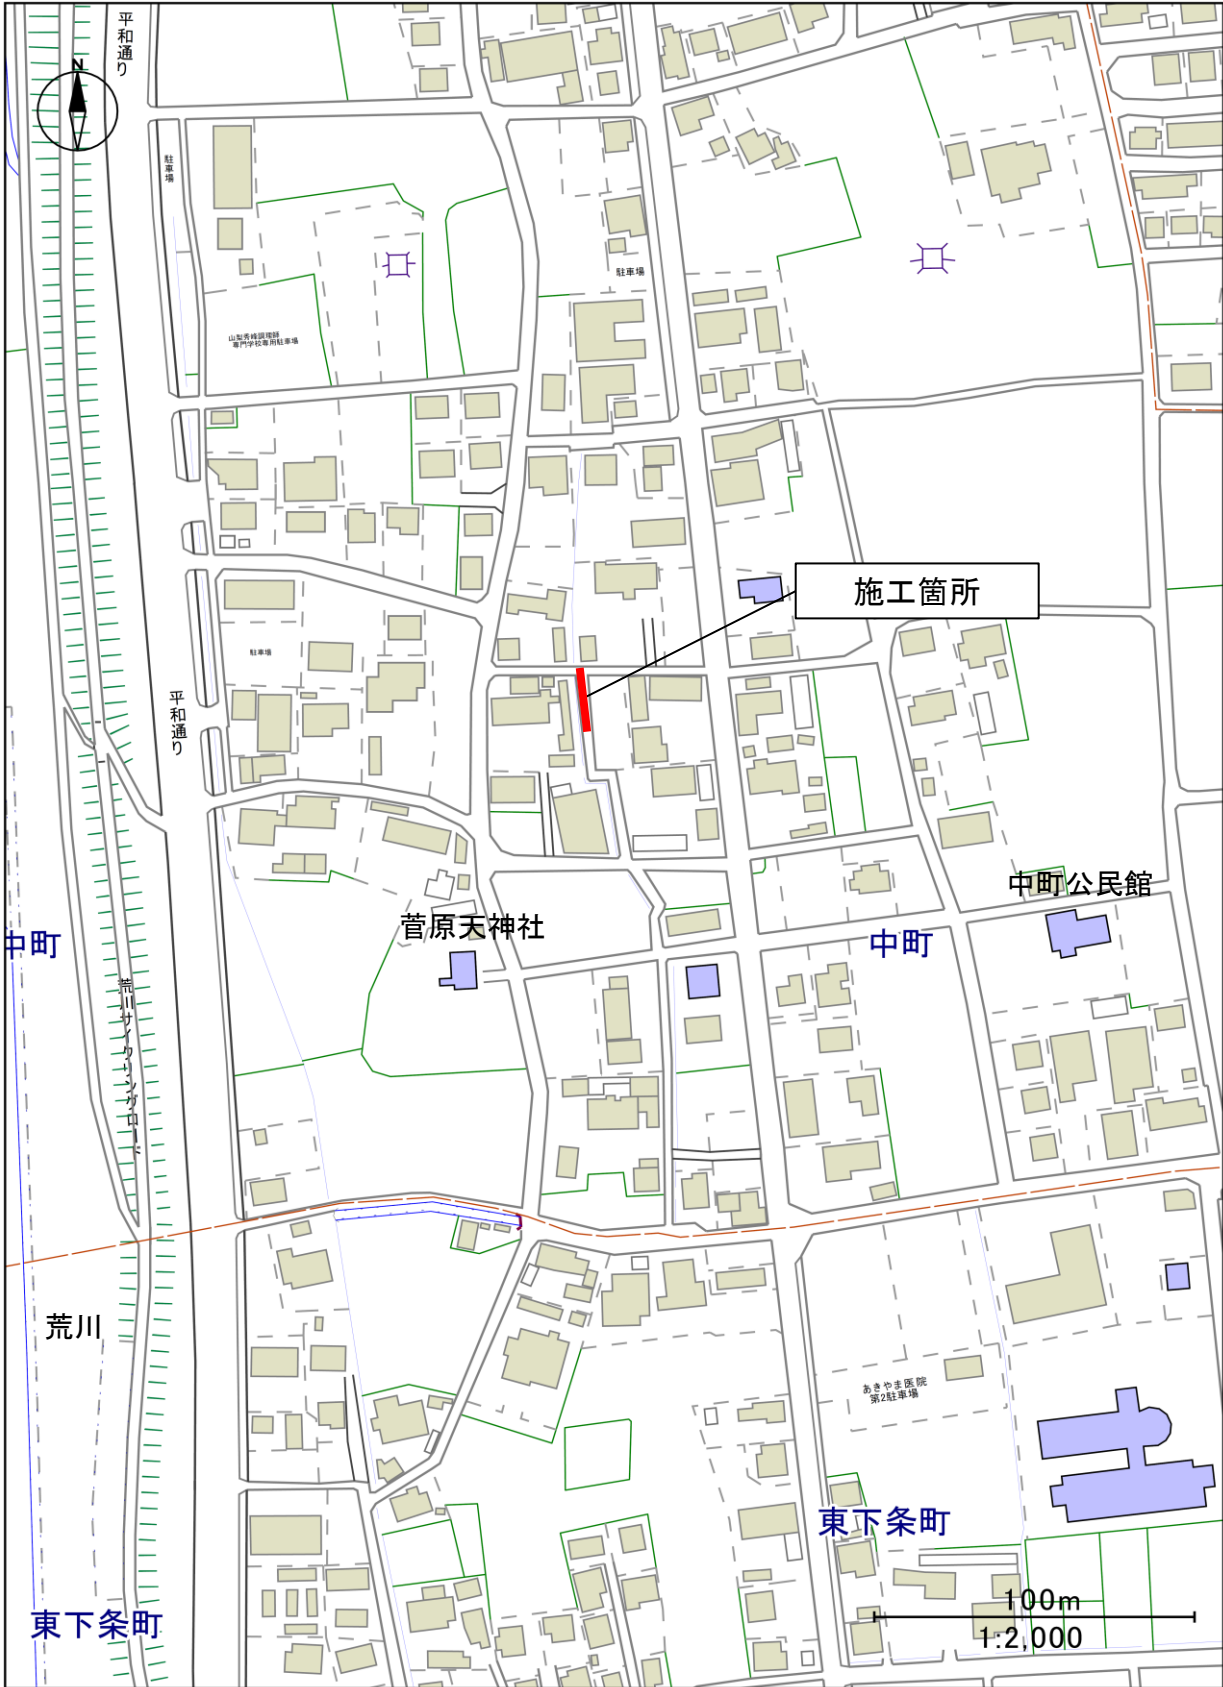 平和通り
N
駐車場
駐車場
山梨秀峰調理師
専門学校専用駐車場
施工箇所
駐車場
平和通り
中町公民館
菅原天神社
中町
中町
荒川サイクリングロード
荒川
あきやま医院
第2駐車場
東下条町
100m
1:2,000
東下条町